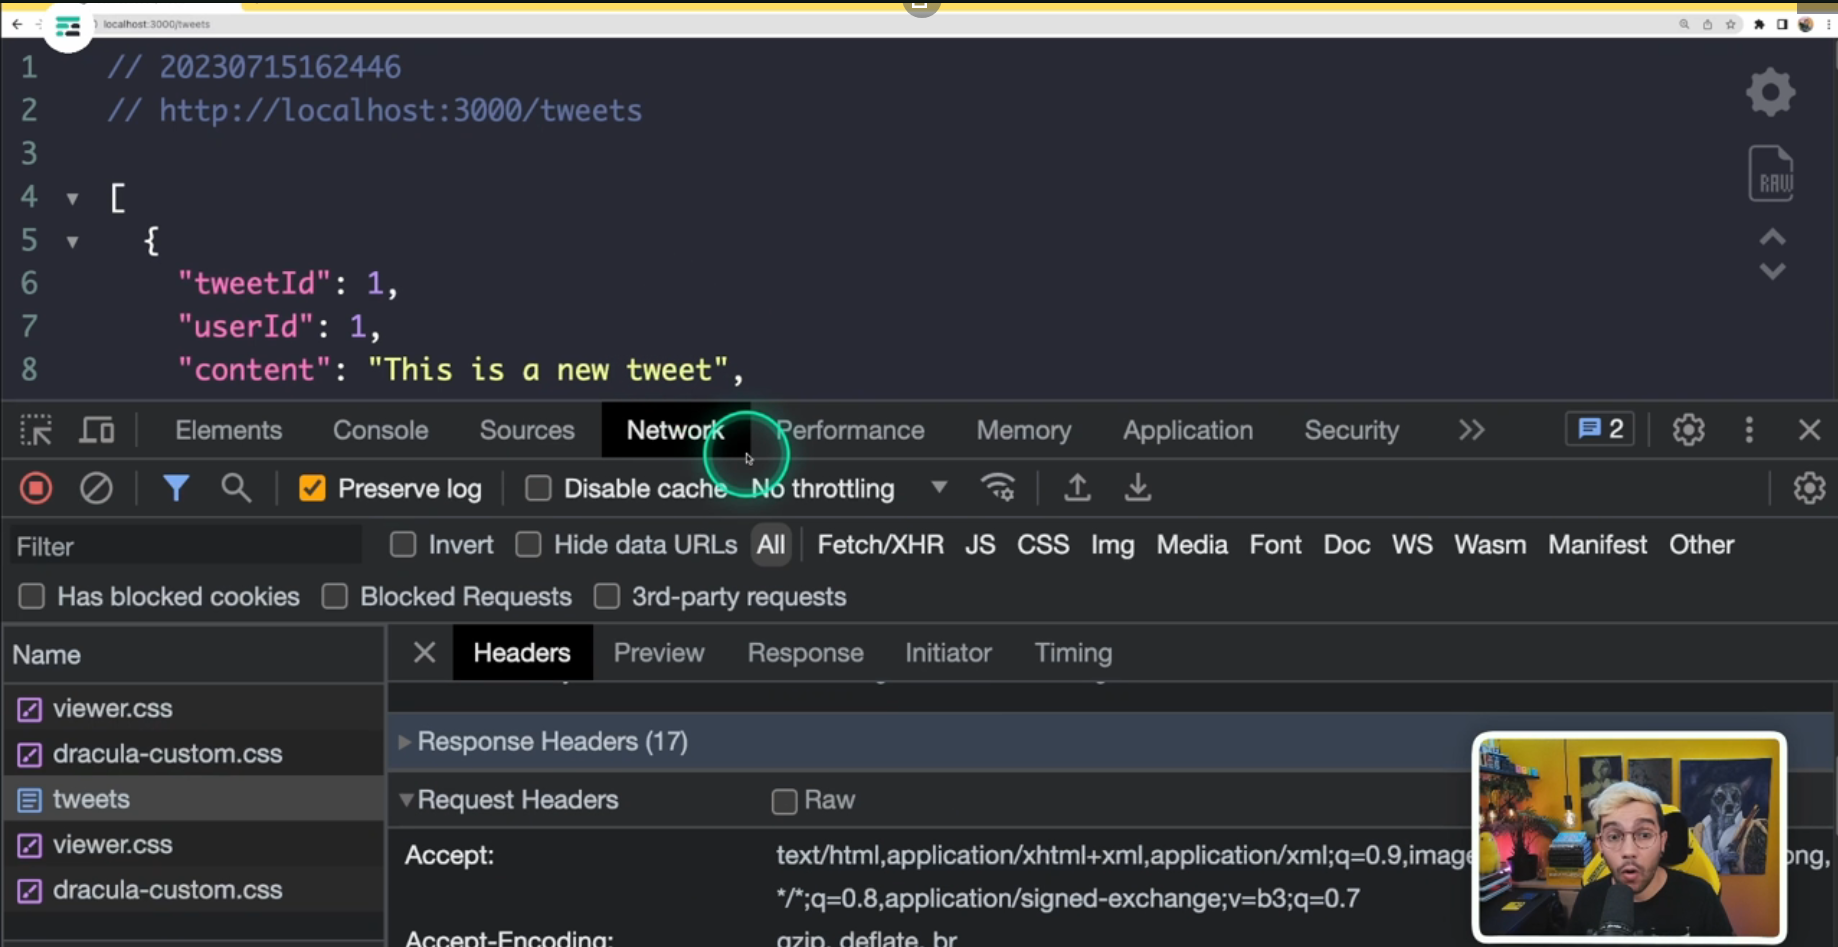 localhost:3000/tweets
1 // 20230715162446
2 // http://localhost:3000/tweets
3
4 [
5 {
6 "tweetId": 1,
7 "userId": 1,
8 "content": "This is a new tweet",
RAW
Elements Console Sources Network Performance Memory Application Security 2
Preserve log Disable cache No throttling
Filter Invert Hide data URLs All Fetch/XHR JS CSS Img Media Font Doc WS Wasm Manifest Other
Has blocked cookies Blocked Requests 3rd-party requests
Name Headers Preview Response Initiator Timing
viewer.css
dracula-custom.css
tweets
viewer.css
dracula-custom.css
Response Headers (17)
Request Headers Raw
Accept: text/html,application/xhtml+xml,application/xml;q=0.9,image
*/*;q=0.8,application/signed-exchange;v=b3;q=0.7
Accept-Encoding: gzip, deflate, br